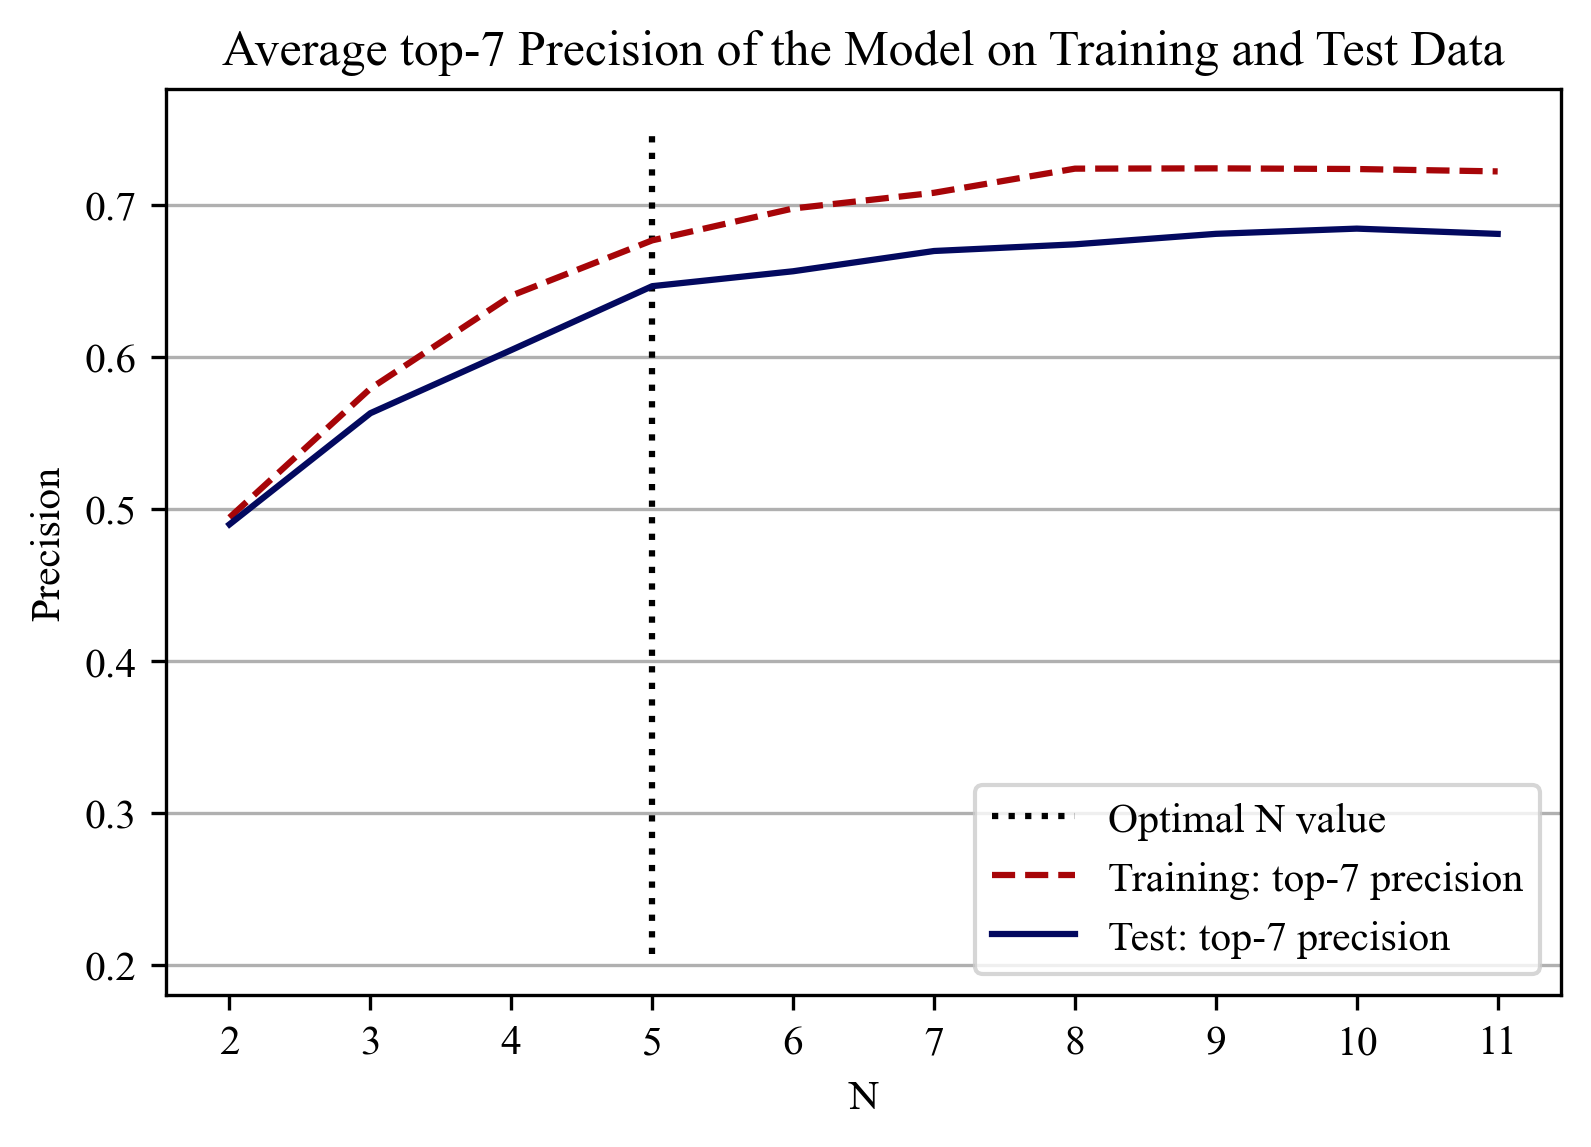 Average top-7 Precision of the Model on Training and Test Data
Precision
0.7
0.6
0.5
0.4
0.3
0.2
Optimal N value
Training: top-7 precision
Test: top-7 precision
2 3 4 5 6 7 8 9 10 11
N